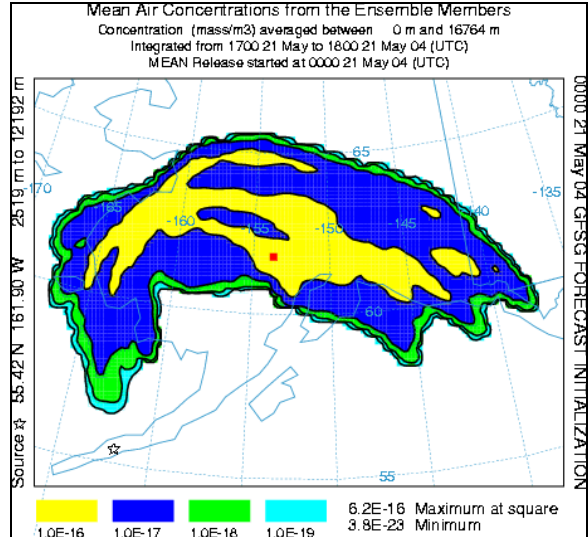 Mean Air Concentrations from the Ensemble Members
Concentration (mass/m3) averaged between 0 m and 16764 m
Integrated from 1700 21 May to 1800 21 May 04 (UTC)
MEAN Release started at 0000 21 May 04 (UTC)
Source ☆ 55.42 N 161.90 W 2519 m to 12192 m
0000 21 May 04 GFSG FORECAST INITIALIZATION
-170
65
-135
165
-160
-155
-150
145
-140
60
55
1.0E-16
1.0E-17
1.0E-18
1.0E-19
6.2E-16 Maximum at square
3.8E-23 Minimum